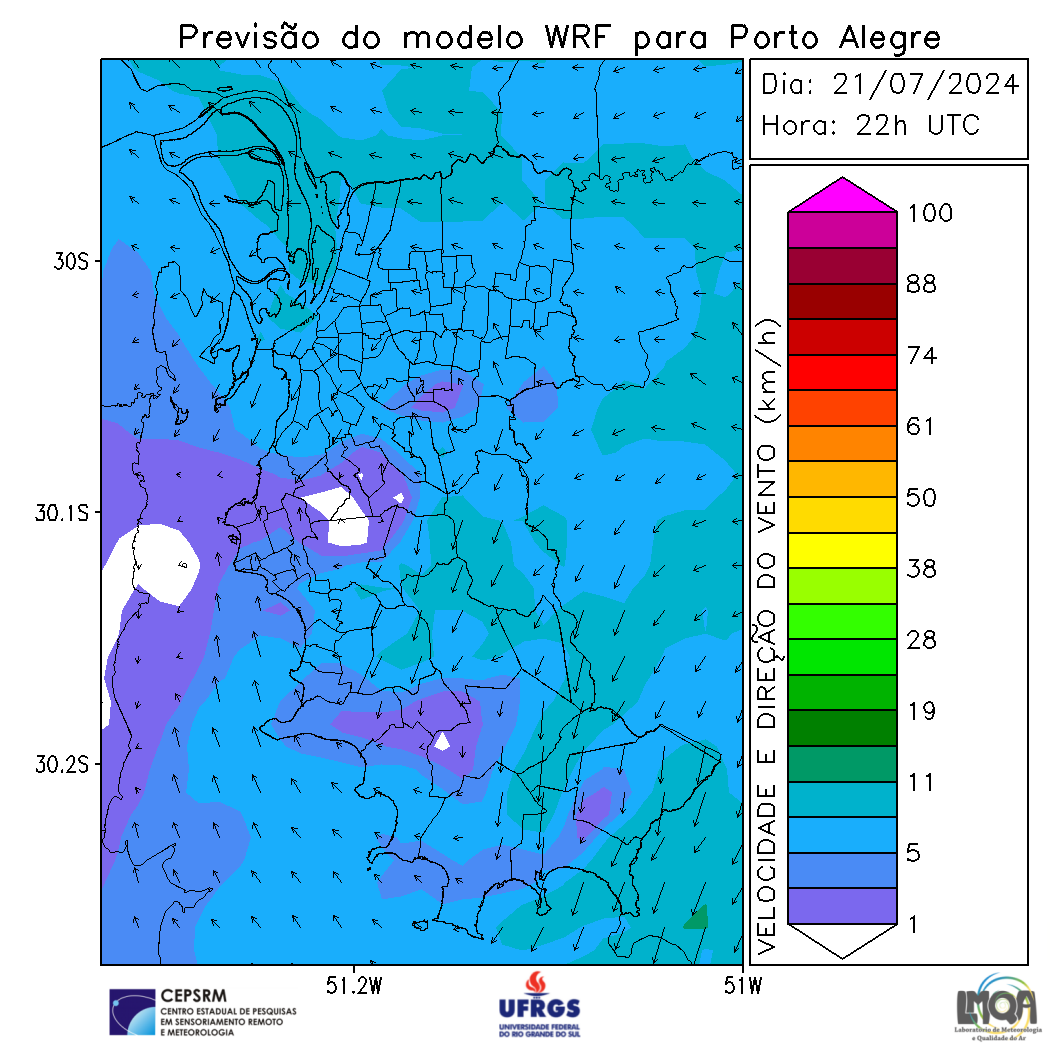 Previsão do modelo WRF para Porto Alegre
Dia: 21/07/2024
Hora: 22h UTC
30S
30.1S
30.2S
51.2W
51W
VELOCIDADE E DIREÇÃO DO VENTO (km/h)
100
88
74
61
50
38
28
19
11
5
1
CEPSRM
CENTRO ESTADUAL DE PESQUISAS
EM SENSORIAMENTO REMOTO
E METEOROLOGIA
UFRGS
UNIVERSIDADE FEDERAL
DO RIO GRANDE DO SUL
LMQA
Laboratório de Meteorologia
e Qualidade do Ar